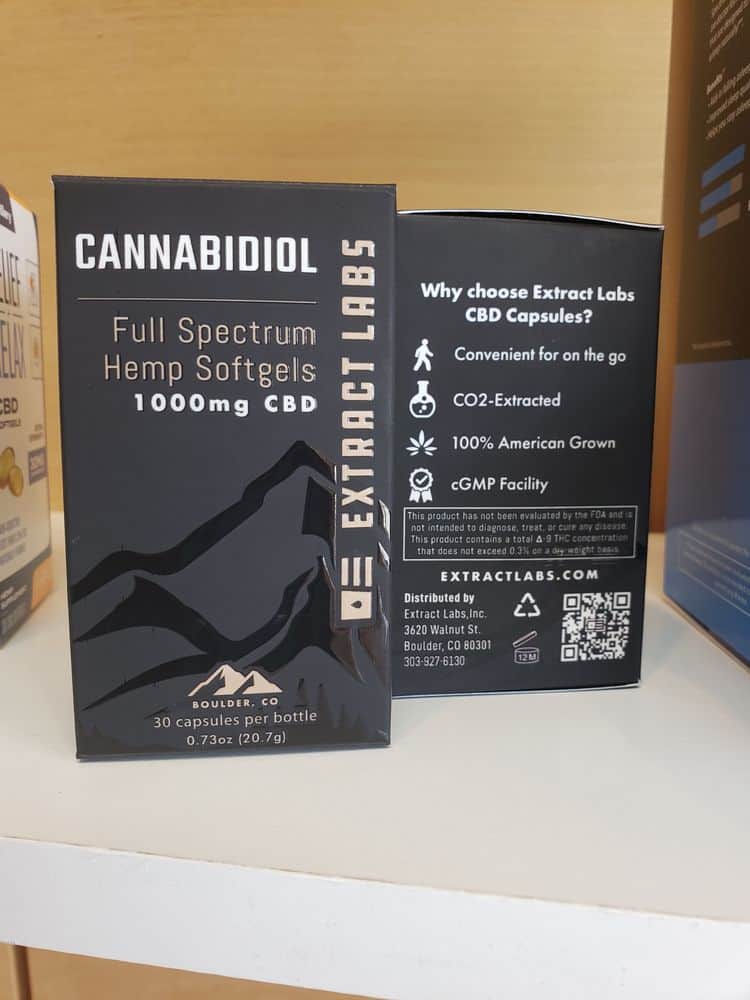 CANNABIDIOL
Full Spectrum
Hemp Softgels
1000mg CBD
EXTRACT LABS
BOULDER, CO
30 capsules per bottle
0.73oz (20.7g)
Why choose Extract Labs
CBD Capsules?
Convenient for on the go
CO2-Extracted
100% American Grown
cGMP Facility
This product has not been evaluated by the FDA and is
not intended to diagnose, treat, or cure any disease.
This product contains a total Δ-9 THC concentration
that does not exceed 0.3% on a dry weight basis.
EXTRACTLABS.COM
Distributed by
Extract Labs,Inc.
3620 Walnut St.
Boulder, CO 80301
303-927-6130
12M
CBD
Benefits